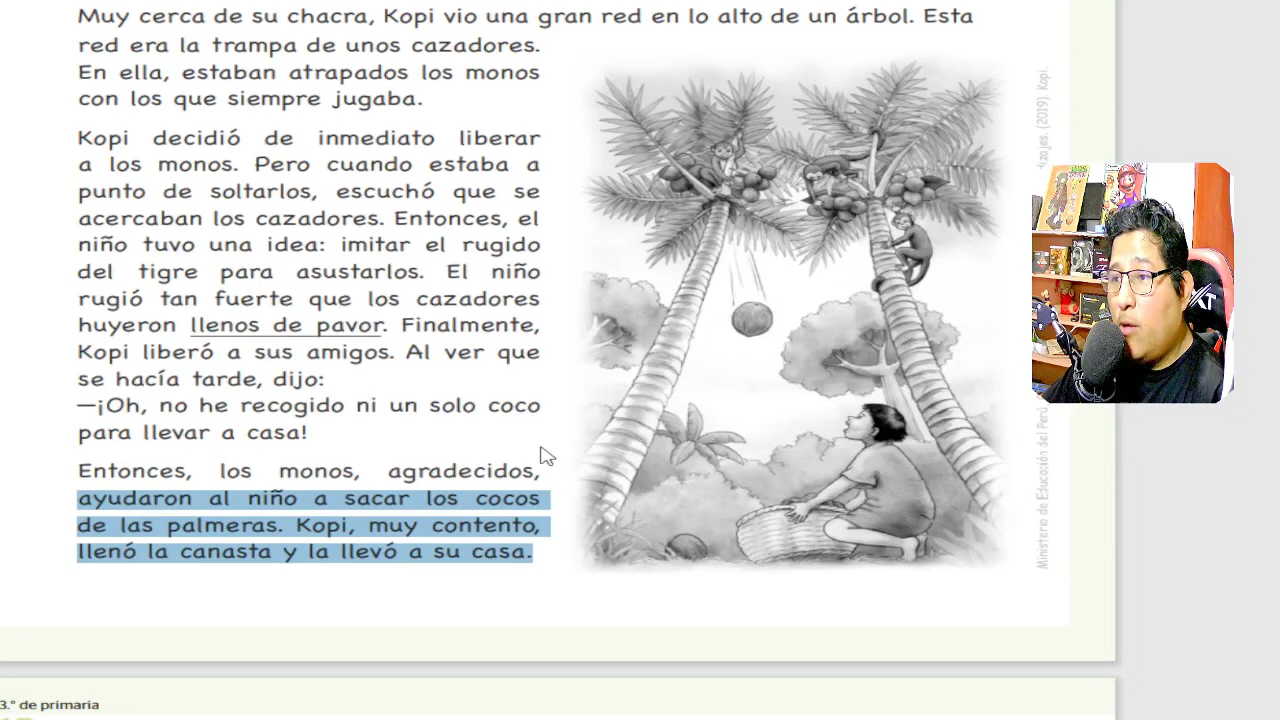 Muy cerca de su chacra, Kopi vio una gran red en lo alto de un árbol. Esta
red era la trampa de unos cazadores.
En ella, estaban atrapados los monos
con los que siempre jugaba.
Kopi decidió de inmediato liberar
a los monos. Pero cuando estaba a
punto de soltarlos, escuchó que se
acercaban los cazadores. Entonces, el
niño tuvo una idea: imitar el rugido
del tigre para asustarlos. El niño
rugió tan fuerte que los cazadores
huyeron llenos de pavor. Finalmente,
Kopi liberó a sus amigos. Al ver que
se hacía tarde, dijo:
—¡Oh, no he recogido ni un solo coco
para llevar a casa!
Entonces, los monos, agradecidos,
ayudaron al niño a sacar los cocos
de las palmeras. Kopi, muy contento,
llenó la canasta y la llevó a su casa.
Ministerio de Educación del Perú
(2019). Kopi.
3.° de primaria